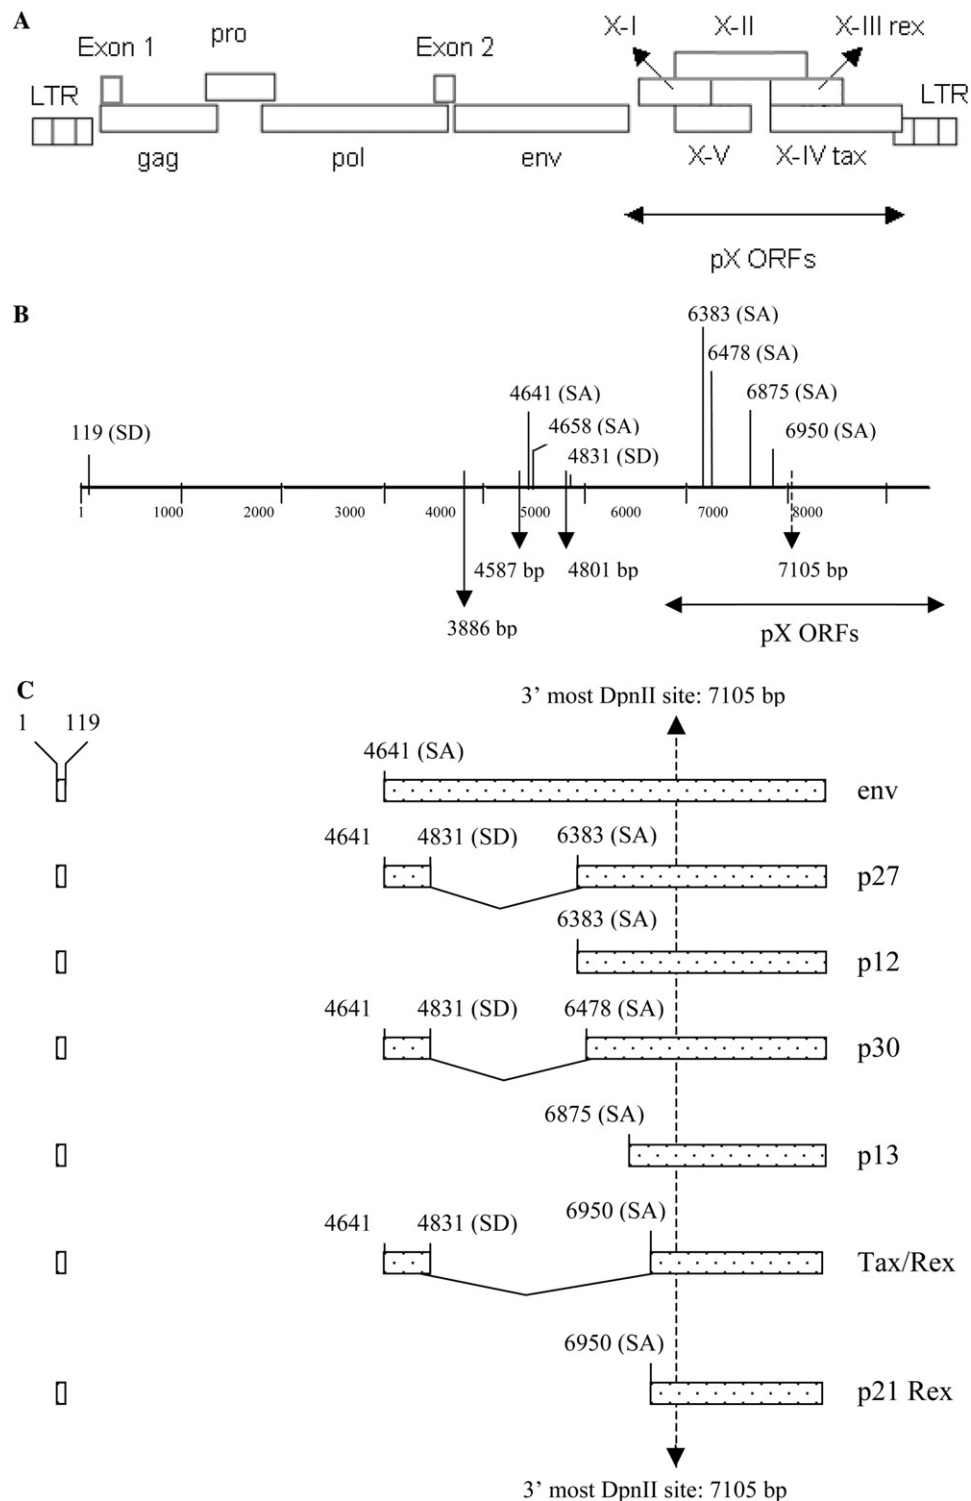 A
Exon 1
pro
Exon 2
X-I
X-II
X-III rex
LTR
LTR
gag
pol
env
X-V
X-IV tax
pX ORFs
B
6383 (SA)
6478 (SA)
4641 (SA)
6875 (SA)
119 (SD)
4658 (SA)
6950 (SA)
4831 (SD)
1
1000
2000
3000
4000
5000
6000
7000
8000
4587 bp
4801 bp
7105 bp
3886 bp
pX ORFs
C
3’ most DpnII site: 7105 bp
1
119
4641 (SA)
env
4641
4831 (SD)
6383 (SA)
p27
6383 (SA)
p12
4641
4831 (SD)
6478 (SA)
p30
6875 (SA)
p13
4641
4831 (SD)
6950 (SA)
Tax/Rex
6950 (SA)
p21 Rex
3’ most DpnII site: 7105 bp